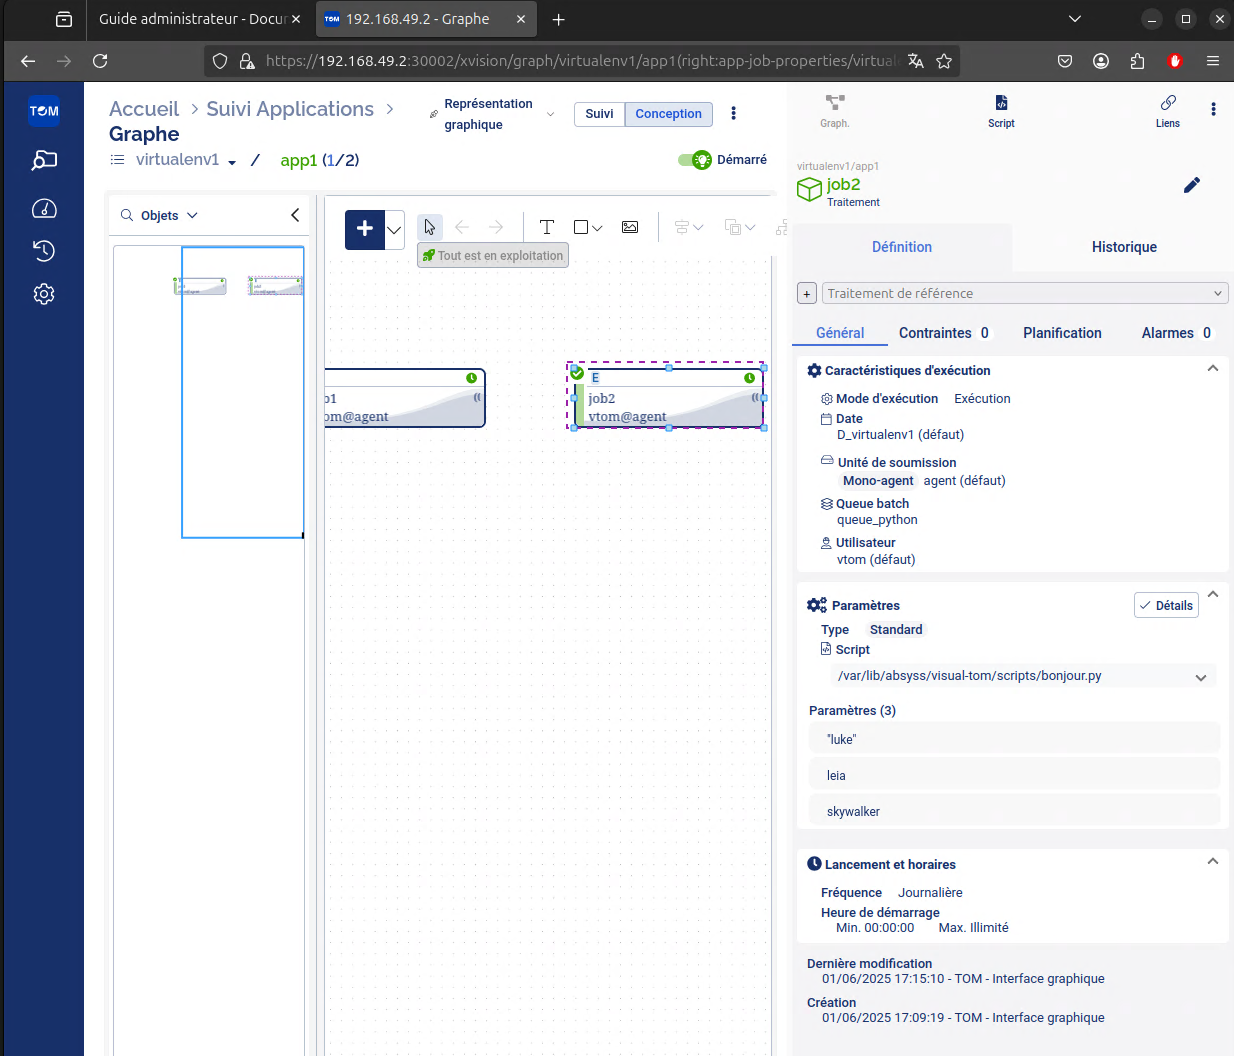 Guide administrateur - Docu
192.168.49.2 - Graphe
https://192.168.49.2:30002/xvision/graph/virtualenv1/app1(right:app-job-properties/virtuale
TOM
Accueil > Suivi Applications >
Graphe
Représentation
graphique
Suivi
Conception
virtualenv1 / app1 (1/2)
Démarré
Objets
Tout est en exploitation
b1
om@agent
E
job2
vtom@agent
Graph.
Script
Liens
virtualenv1/app1
job2
Traitement
Définition
Historique
+
Traitement de référence
Général
Contraintes 0
Planification
Alarmes 0
Caractéristiques d'exécution
Mode d'exécution Exécution
Date
D_virtualenv1 (défaut)
Unité de soumission
Mono-agent agent (défaut)
Queue batch
queue_python
Utilisateur
vtom (défaut)
Paramètres
Détails
Type Standard
Script
/var/lib/absyss/visual-tom/scripts/bonjour.py
Paramètres (3)
"luke"
leia
skywalker
Lancement et horaires
Fréquence Journalière
Heure de démarrage
Min. 00:00:00 Max. Illimité
Dernière modification
01/06/2025 17:15:10 - TOM - Interface graphique
Création
01/06/2025 17:09:19 - TOM - Interface graphique